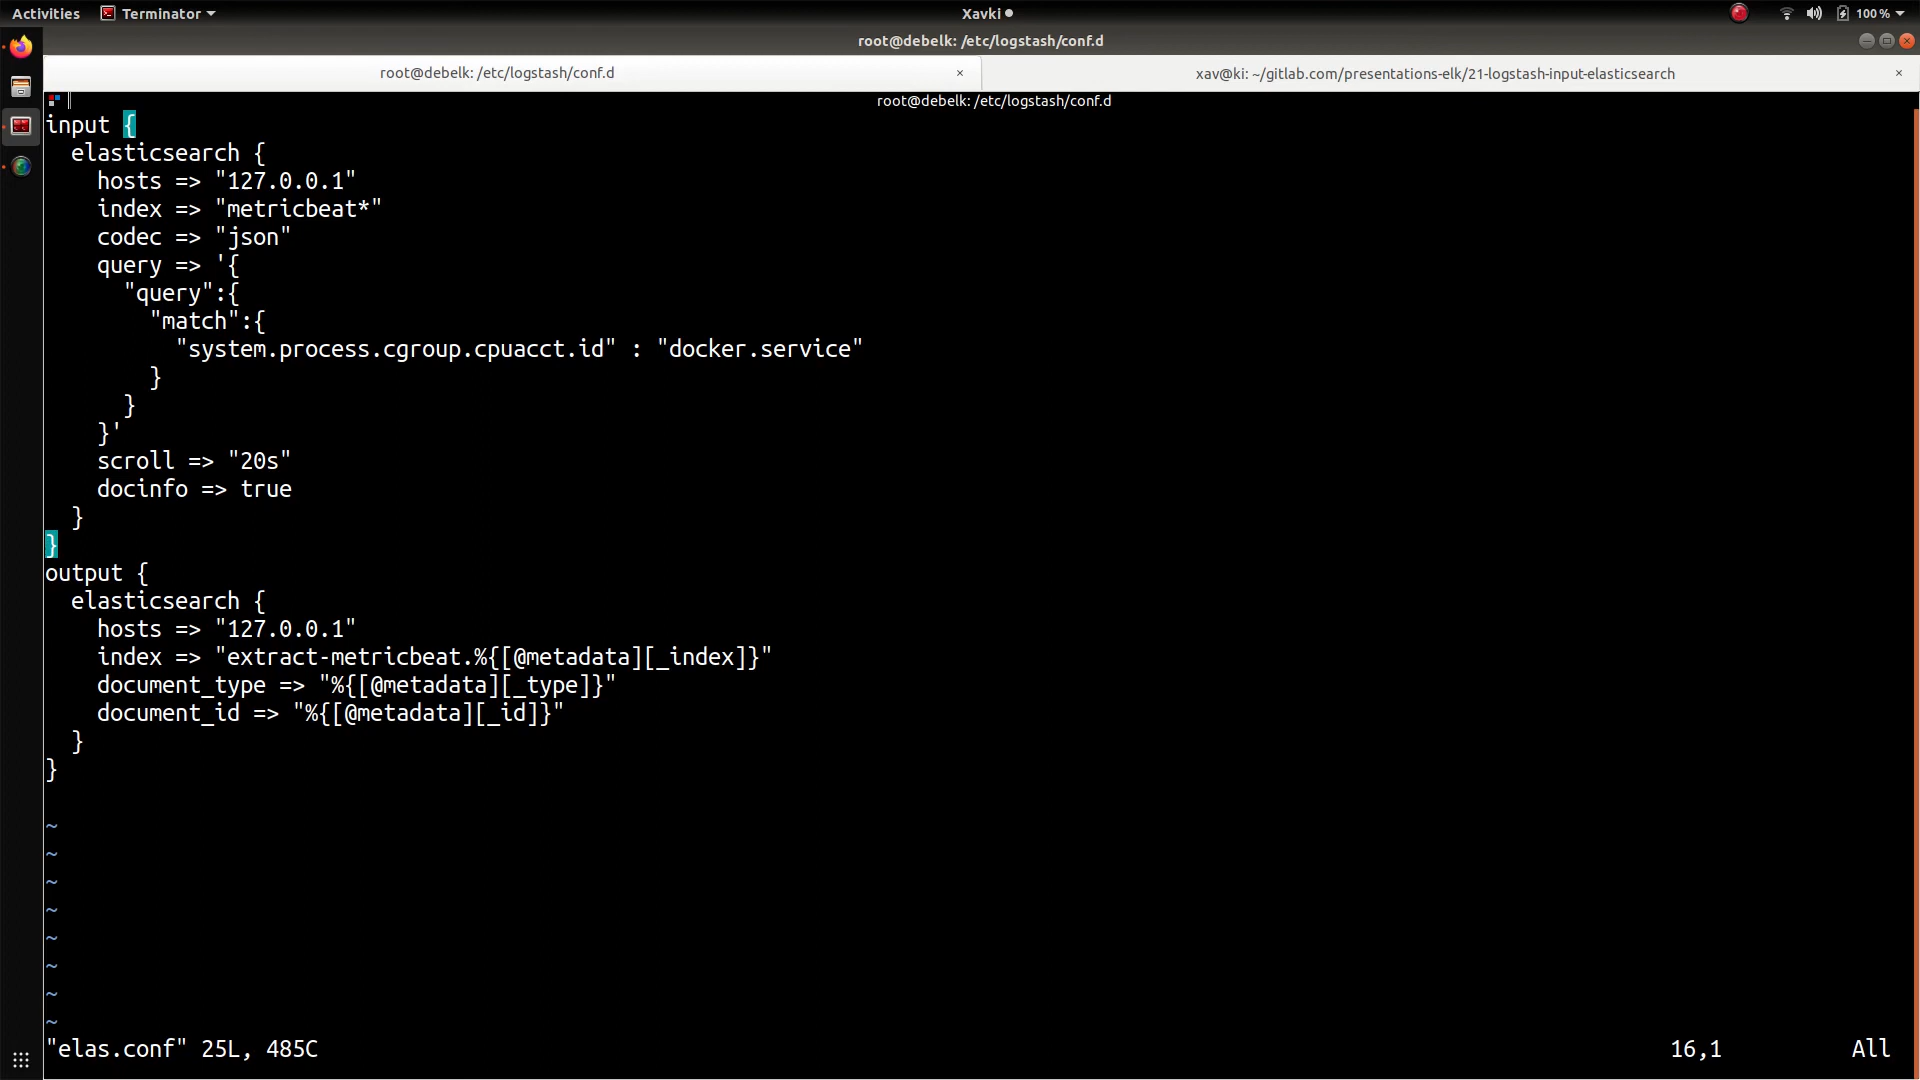 Activities Terminator Xavki 100 %
root@debelk: /etc/logstash/conf.d
root@debelk: /etc/logstash/conf.d × xav@ki: ~/gitlab.com/presentations-elk/21-logstash-input-elasticsearch ×
root@debelk: /etc/logstash/conf.d
input {
  elasticsearch {
    hosts => "127.0.0.1"
    index => "metricbeat*"
    codec => "json"
    query => '{
      "query":{
        "match":{
          "system.process.cgroup.cpuacct.id" : "docker.service"
        }
      }
    }'
    scroll => "20s"
    docinfo => true
  }
}
output {
  elasticsearch {
    hosts => "127.0.0.1"
    index => "extract-metricbeat.%{[@metadata][_index]}"
    document_type => "%{[@metadata][_type]}"
    document_id => "%{[@metadata][_id]}"
  }
}
~
~
~
~
~
~
~
~
"elas.conf" 25L, 485C 16,1 All